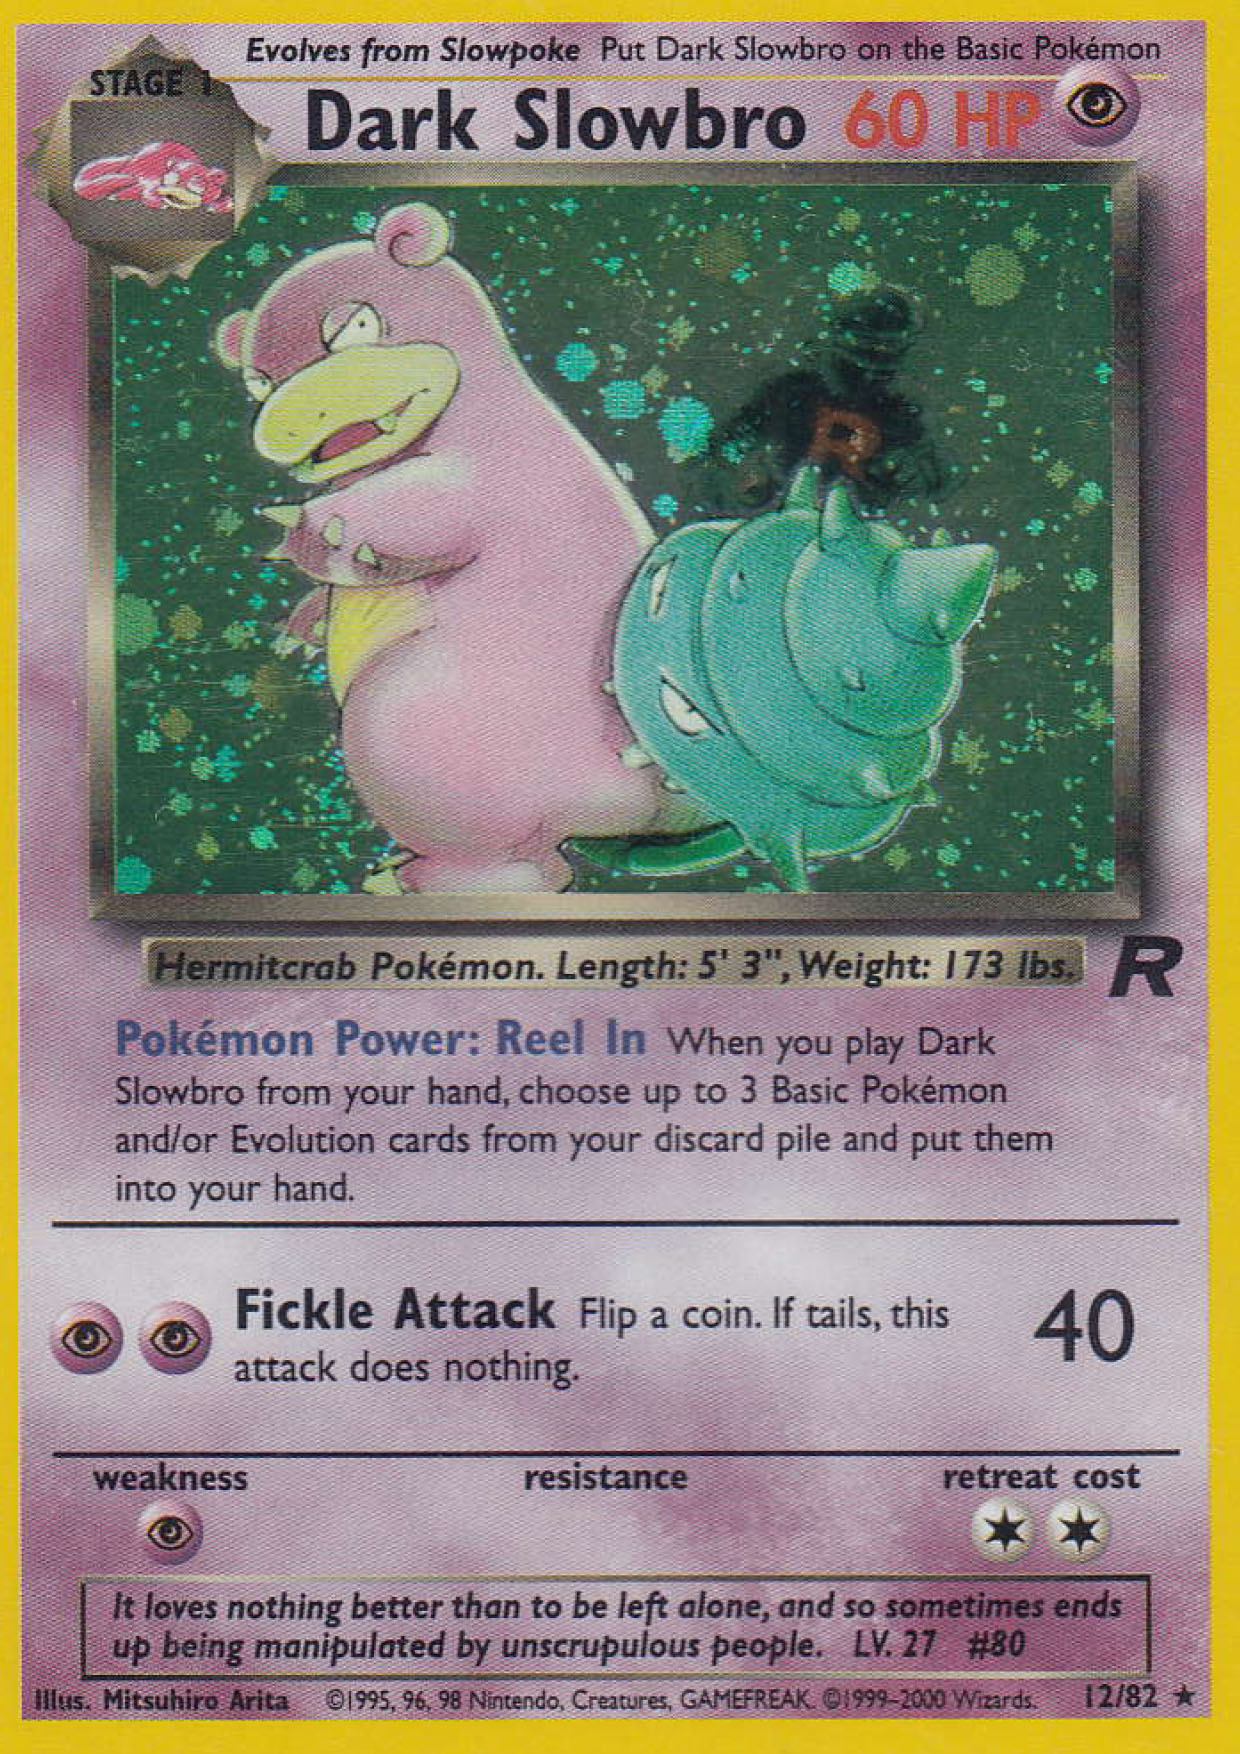 Evolves from Slowpoke Put Dark Slowbro on the Basic Pokémon
STAGE 1
Dark Slowbro 60 HP
Hermitcrab Pokémon. Length: 5' 3", Weight: 173 lbs.
R
Pokémon Power: Reel In When you play Dark
Slowbro from your hand, choose up to 3 Basic Pokémon
and/or Evolution cards from your discard pile and put them
into your hand.
Fickle Attack Flip a coin. If tails, this 40
attack does nothing.
weakness resistance retreat cost
It loves nothing better than to be left alone, and so sometimes ends
up being manipulated by unscrupulous people. LV. 27 #80
Illus. Mitsuhiro Arita ©1995, 96, 98 Nintendo, Creatures, GAMEFREAK. ©1999–2000 Wizards. 12/82 ★